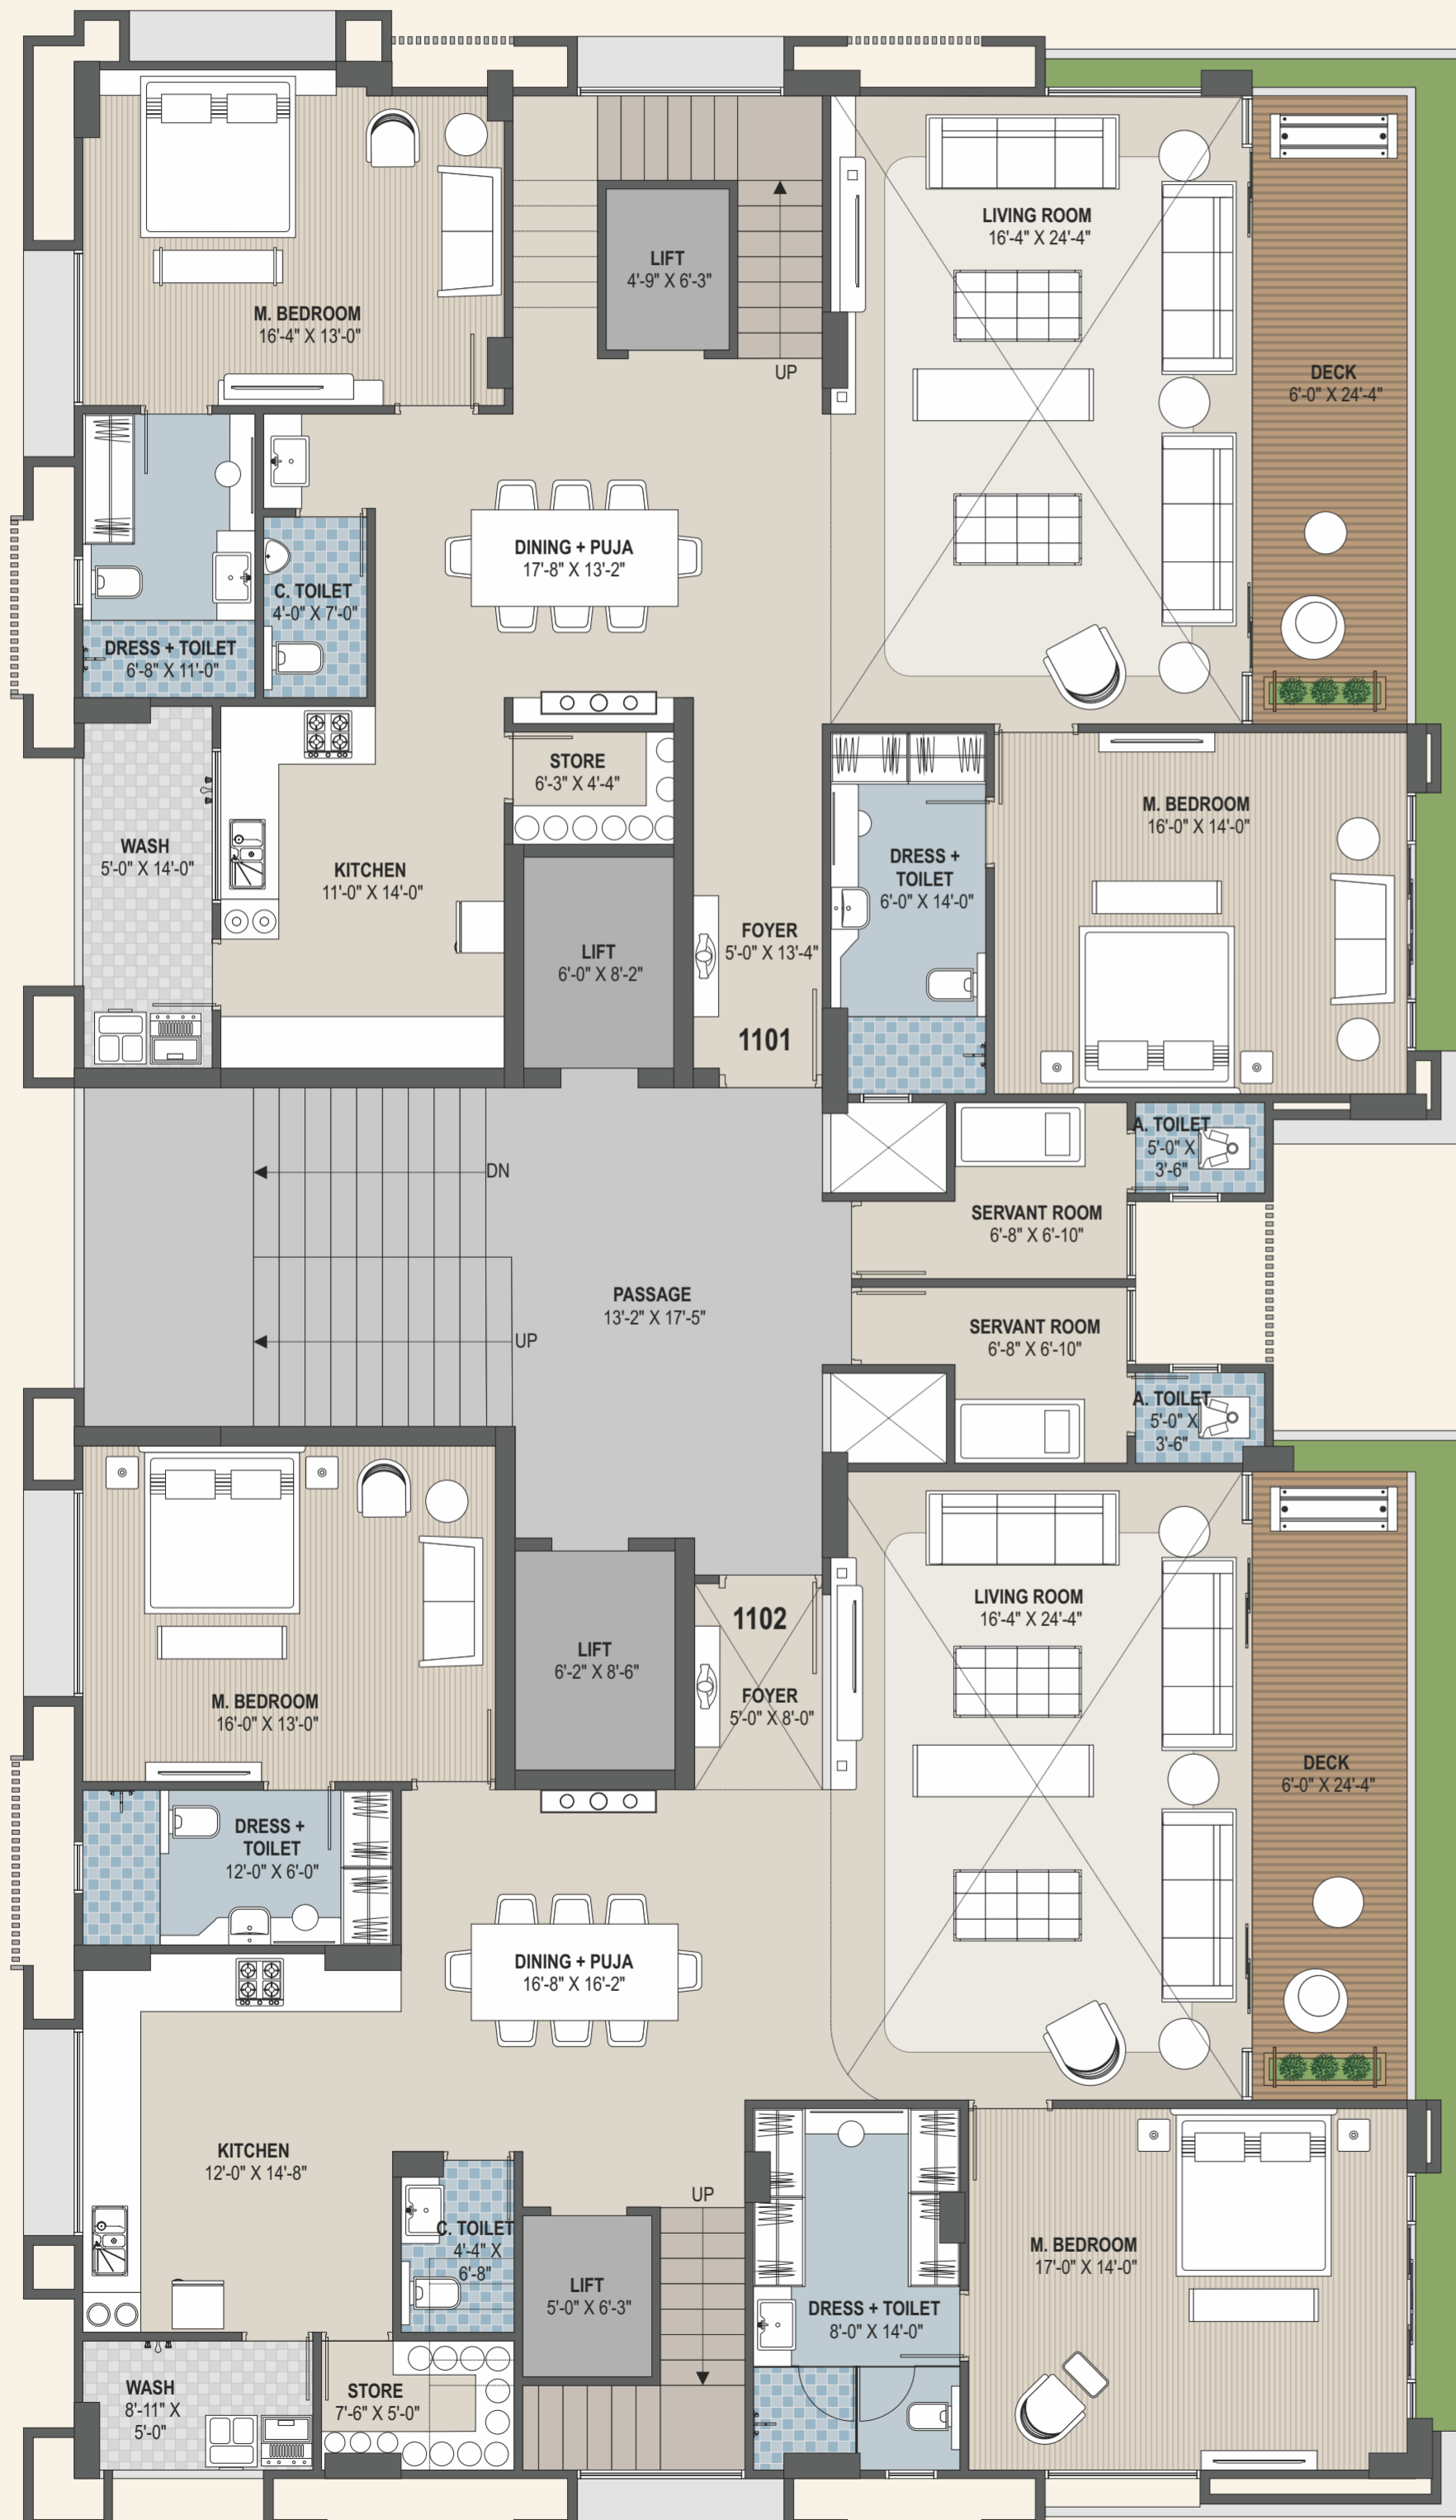 LIVING ROOM
16'-4" X 24'-4"
LIFT
4'-9" X 6'-3"
M. BEDROOM
16'-4" X 13'-0"
UP
DECK
6'-0" X 24'-4"
DINING + PUJA
17'-8" X 13'-2"
C. TOILET
4'-0" X 7'-0"
DRESS + TOILET
6'-8" X 11'-0"
STORE
6'-3" X 4'-4"
M. BEDROOM
16'-0" X 14'-0"
WASH
5'-0" X 14'-0"
KITCHEN
11'-0" X 14'-0"
DRESS +
TOILET
6'-0" X 14'-0"
LIFT
6'-0" X 8'-2"
FOYER
5'-0" X 13'-4"
1101
A. TOILET
5'-0" X
3'-6"
DN
SERVANT ROOM
6'-8" X 6'-10"
PASSAGE
13'-2" X 17'-5"
UP
SERVANT ROOM
6'-8" X 6'-10"
A. TOILET
5'-0" X
3'-6"
LIVING ROOM
16'-4" X 24'-4"
1102
LIFT
6'-2" X 8'-6"
FOYER
5'-0" X 8'-0"
M. BEDROOM
16'-0" X 13'-0"
DECK
6'-0" X 24'-4"
DRESS +
TOILET
12'-0" X 6'-0"
DINING + PUJA
16'-8" X 16'-2"
KITCHEN
12'-0" X 14'-8"
UP
C. TOILET
4'-4" X
6'-8"
M. BEDROOM
17'-0" X 14'-0"
LIFT
5'-0" X 6'-3"
DRESS + TOILET
8'-0" X 14'-0"
WASH
8'-11" X
5'-0"
STORE
7'-6" X 5'-0"